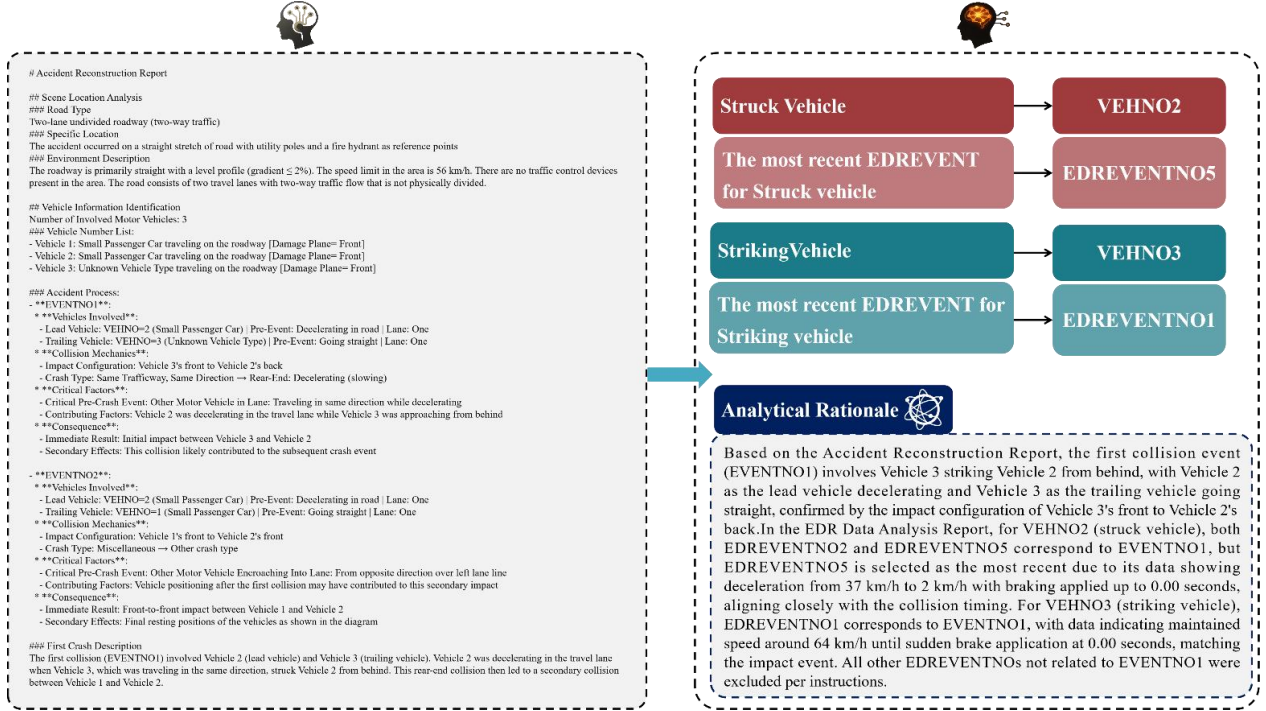 # Accident Reconstruction Report
## Scene Location Analysis
### Road Type
Two-lane undivided roadway (two-way traffic)
### Specific Location
The accident occurred on a straight stretch of road with utility poles and a fire hydrant as reference points
### Environment Description
The roadway is primarily straight with a level profile (gradient ≤ 2%). The speed limit in the area is 56 km/h. There are no traffic control devices
present in the area. The road consists of two travel lanes with two-way traffic flow that is not physically divided.
## Vehicle Information Identification
Number of Involved Motor Vehicles: 3
### Vehicle Number List:
- Vehicle 1: Small Passenger Car traveling on the roadway [Damage Plane= Front]
- Vehicle 2: Small Passenger Car traveling on the roadway [Damage Plane= Front]
- Vehicle 3: Unknown Vehicle Type traveling on the roadway [Damage Plane= Front]
### Accident Process:
- **EVENTNO1**:
* **Vehicles Involved**:
- Lead Vehicle: VEHNO=2 (Small Passenger Car) | Pre-Event: Decelerating in road | Lane: One
- Trailing Vehicle: VEHNO=3 (Unknown Vehicle Type) | Pre-Event: Going straight | Lane: One
* **Collision Mechanics**:
- Impact Configuration: Vehicle 3's front to Vehicle 2's back
- Crash Type: Same Trafficway, Same Direction → Rear-End: Decelerating (slowing)
* **Critical Factors**:
- Critical Pre-Crash Event: Other Motor Vehicle in Lane: Traveling in same direction while decelerating
- Contributing Factors: Vehicle 2 was decelerating in the travel lane while Vehicle 3 was approaching from behind
* **Consequence**:
- Immediate Result: Initial impact between Vehicle 3 and Vehicle 2
- Secondary Effects: This collision likely contributed to the subsequent crash event
- **EVENTNO2**:
* **Vehicles Involved**:
- Lead Vehicle: VEHNO=2 (Small Passenger Car) | Pre-Event: Decelerating in road | Lane: One
- Trailing Vehicle: VEHNO=1 (Small Passenger Car) | Pre-Event: Going straight | Lane: One
* **Collision Mechanics**:
- Impact Configuration: Vehicle 1's front to Vehicle 2's front
- Crash Type: Miscellaneous → Other crash type
* **Critical Factors**:
- Critical Pre-Crash Event: Other Motor Vehicle Encroaching Into Lane: From opposite direction over left lane line
- Contributing Factors: Vehicle positioning after the first collision may have contributed to this secondary impact
* **Consequence**:
- Immediate Result: Front-to-front impact between Vehicle 1 and Vehicle 2
- Secondary Effects: Final resting positions of the vehicles as shown in the diagram
### First Crash Description
The first collision (EVENTNO1) involved Vehicle 2 (lead vehicle) and Vehicle 3 (trailing vehicle). Vehicle 2 was decelerating in the travel lane
when Vehicle 3, which was traveling in the same direction, struck Vehicle 2 from behind. This rear-end collision then led to a secondary collision
between Vehicle 1 and Vehicle 2.
Struck Vehicle
VEHNO2
The most recent EDREVENT
for Struck vehicle
EDREVENTNO5
StrikingVehicle
VEHNO3
The most recent EDREVENT for
Striking vehicle
EDREVENTNO1
Analytical Rationale
Based on the Accident Reconstruction Report, the first collision event
(EVENTNO1) involves Vehicle 3 striking Vehicle 2 from behind, with Vehicle 2
as the lead vehicle decelerating and Vehicle 3 as the trailing vehicle going
straight, confirmed by the impact configuration of Vehicle 3's front to Vehicle 2's
back.In the EDR Data Analysis Report, for VEHNO2 (struck vehicle), both
EDREVENTNO2 and EDREVENTNO5 correspond to EVENTNO1, but
EDREVENTNO5 is selected as the most recent due to its data showing
deceleration from 37 km/h to 2 km/h with braking applied up to 0.00 seconds,
aligning closely with the collision timing. For VEHNO3 (striking vehicle),
EDREVENTNO1 corresponds to EVENTNO1, with data indicating maintained
speed around 64 km/h until sudden brake application at 0.00 seconds, matching
the impact event. All other EDREVENTNOs not related to EVENTNO1 were
excluded per instructions.